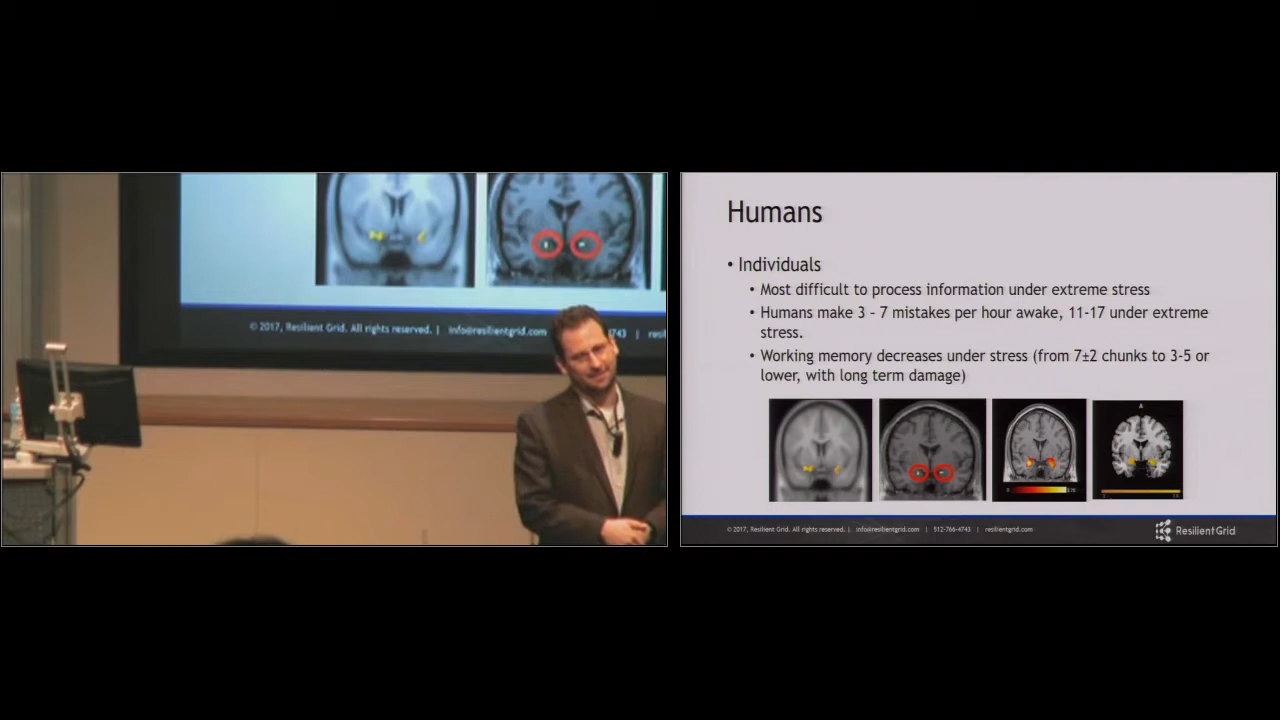 © 2017, Resilient Grid. All rights reserved. | info@resilientgrid.com
Humans
• Individuals
• Most difficult to process information under extreme stress
• Humans make 3 – 7 mistakes per hour awake, 11-17 under extreme
stress.
• Working memory decreases under stress (from 7±2 chunks to 3-5 or
lower, with long term damage)
A
© 2017, Resilient Grid. All rights reserved. | info@resilientgrid.com | 512-766-4743 | resilientgrid.com
ResilientGrid